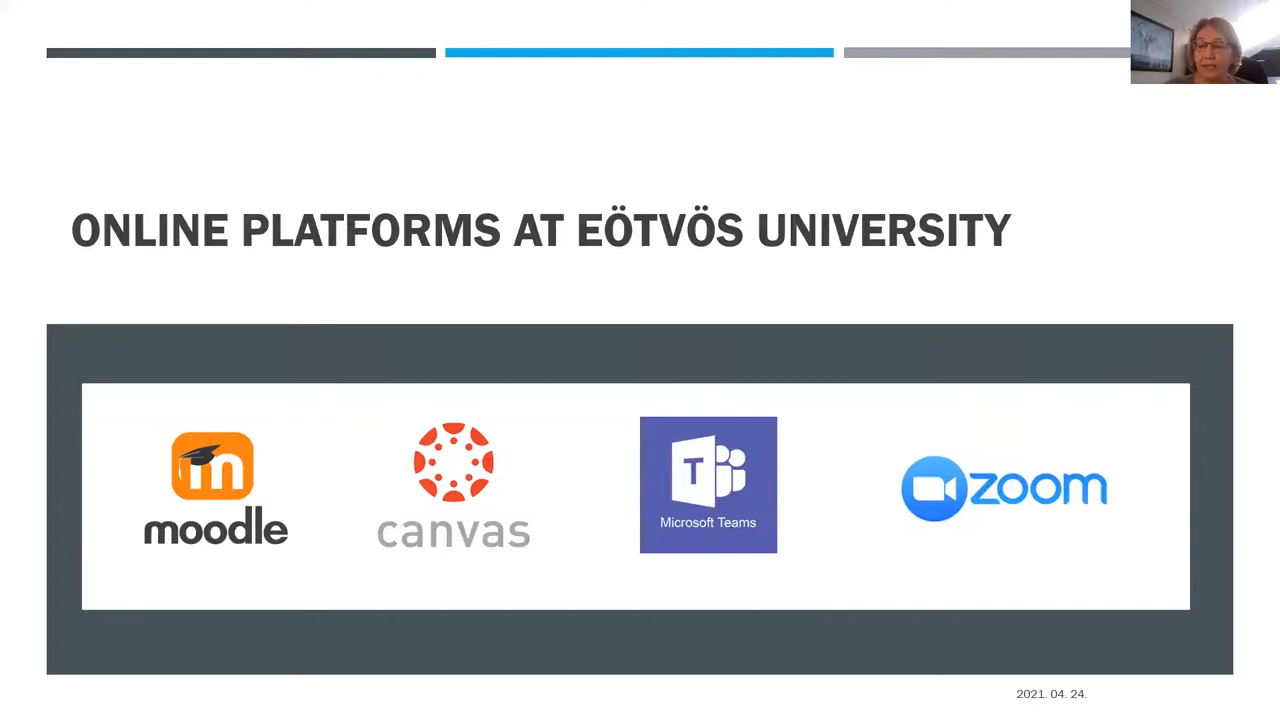 ONLINE PLATFORMS AT EÖTVÖS UNIVERSITY
moodle
canvas
T
Microsoft Teams
zoom
2021. 04. 24.